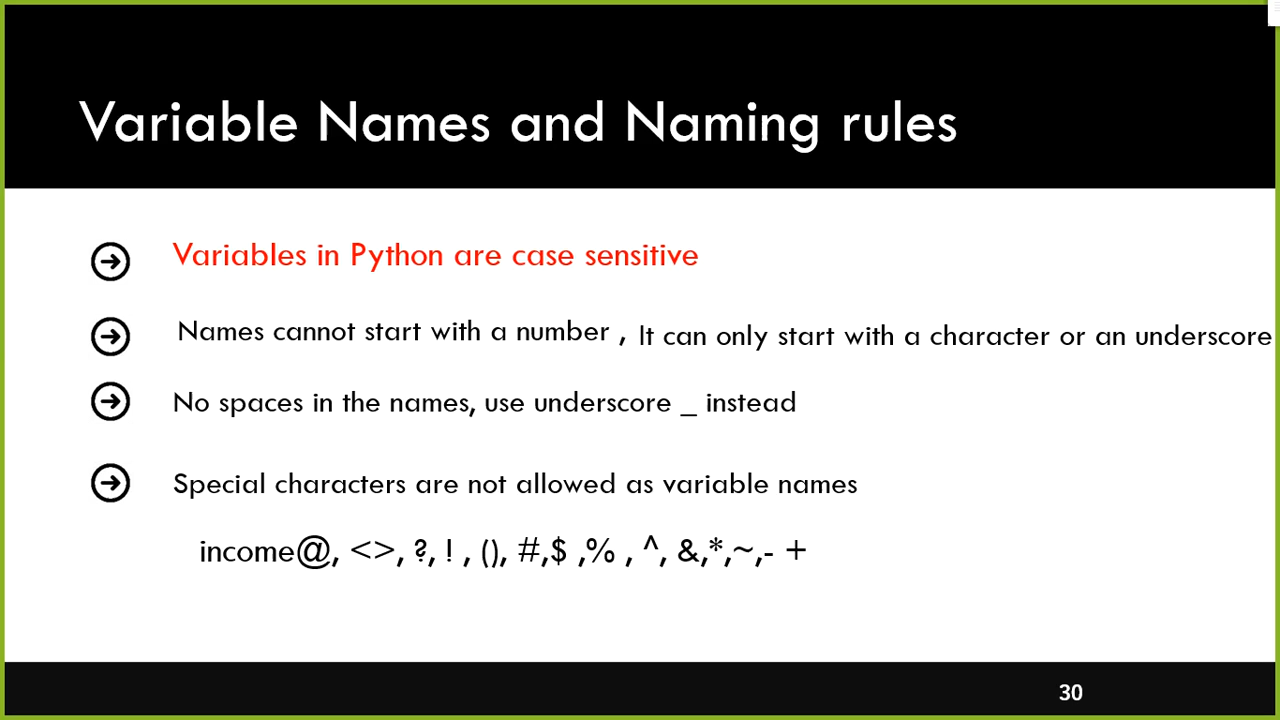 Variable Names and Naming rules
Variables in Python are case sensitive
Names cannot start with a number , It can only start with a character or an underscore
No spaces in the names, use underscore _ instead
Special characters are not allowed as variable names
income@, <>, ?, ! , (), #,$ ,% , ^, &,*,~,- +
30